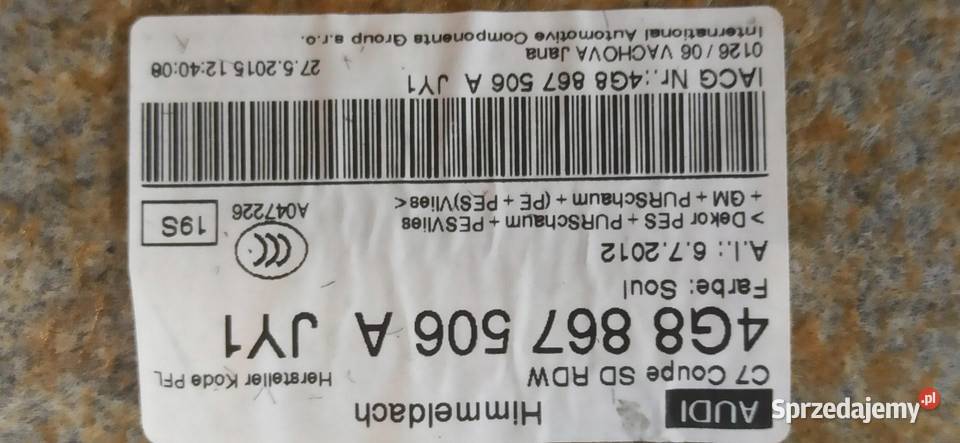 AUDI Himmeldach
C7 Coupe SD RDW Hersteller Kode PFL
4G8 867 506 A JY1
Farbe: Soul
A.I.: 6.7.2012
> Dekor PES + PURSchaum + PESVlies
+ GM + PURSchaum + (PE + PES)Vlies<
CCC A047226 19S
IACG Nr.:4G8 867 506 A JY1 27.5.2015 12:40:08
0126 / 06 VACHOVA Jana
International Automotive Components Group s.r.o.
Sprzedajemy.pl